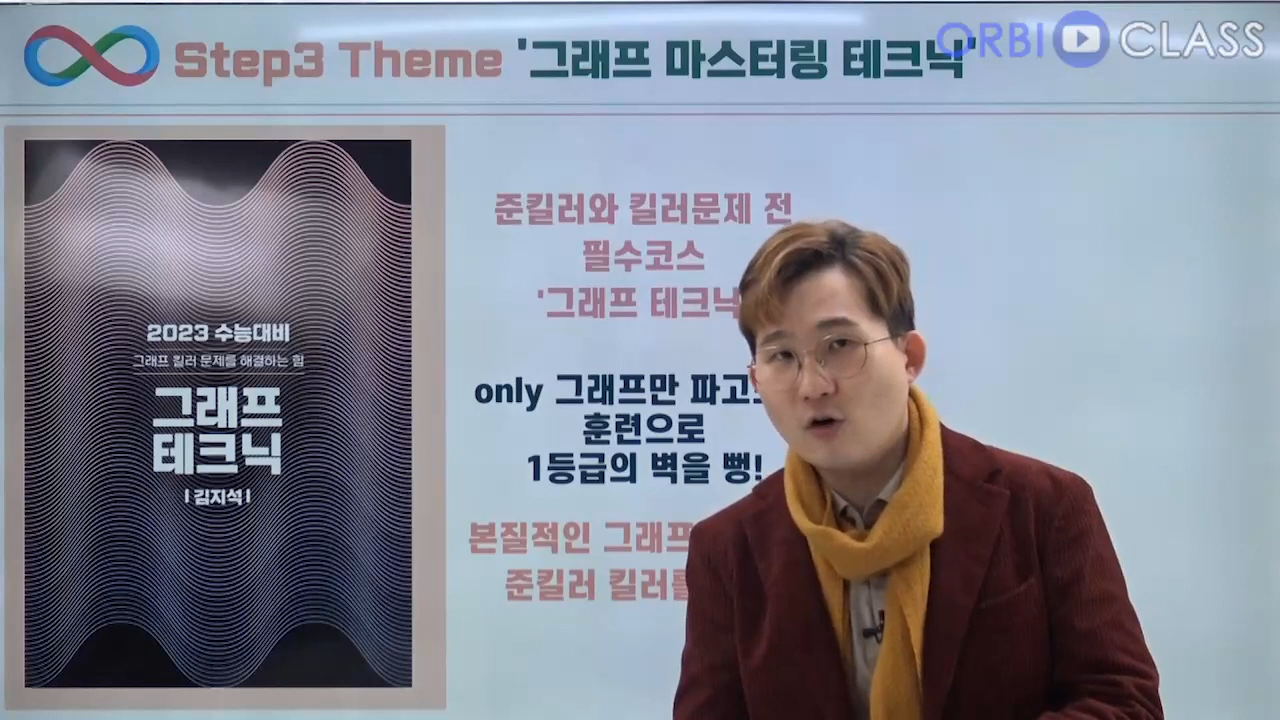 Step3 Theme '그래프 마스터링 테크닉'
ORBI CLASS
2023 수능대비
그래프 킬러 문제를 해결하는 힘
그래프
테크닉
김지석
준킬러와 킬러문제 전
필수코스
'그래프 테크닉
only 그래프만 파고
훈련으로
1등급의 벽을 뻥!
본질적인 그래프
준킬러 킬러를